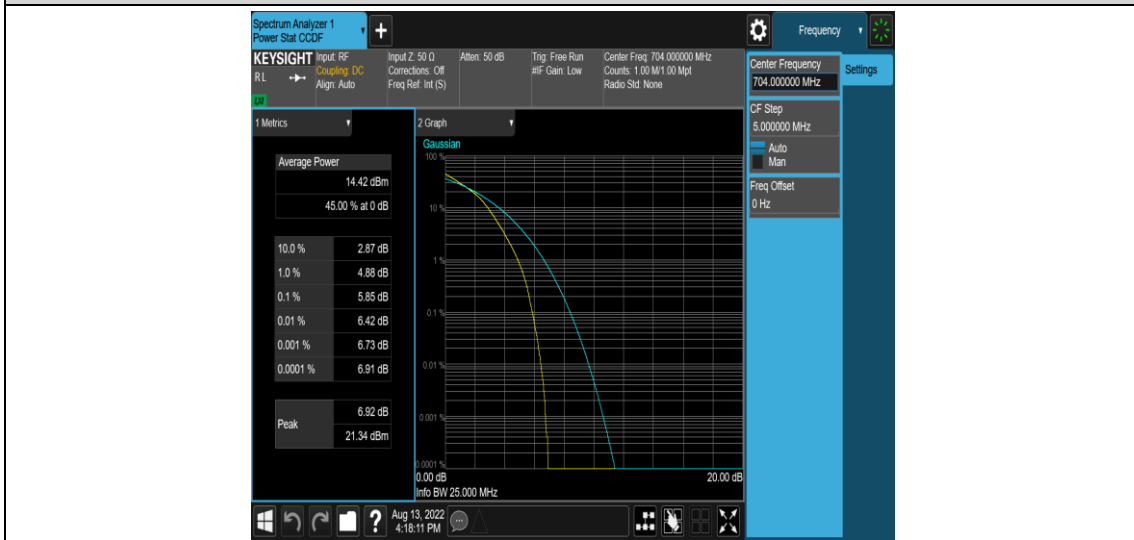 Spectrum Analyzer 1
Power Stat CCDF
+
Frequency
KEYSIGHT
RL
LXI
Input: RF
Coupling: DC
Align: Auto
Input Z: 50 Ω
Corrections: Off
Freq Ref: Int (S)
Atten: 50 dB
Trig: Free Run
#IF Gain: Low
Center Freq: 704.000000 MHz
Counts: 1.00 M/1.00 Mpt
Radio Std: None
Center Frequency
704.000000 MHz
Settings
CF Step
5.000000 MHz
Auto
Man
Freq Offset
0 Hz
1 Metrics
Average Power
14.42 dBm
45.00 % at 0 dB
10.0 % 2.87 dB
1.0 % 4.88 dB
0.1 % 5.85 dB
0.01 % 6.42 dB
0.001 % 6.73 dB
0.0001 % 6.91 dB
Peak
6.92 dB
21.34 dBm
2 Graph
Gaussian
100 %
10 %
1 %
0.1 %
0.01 %
0.001 %
0.0001 %
0.00 dB 20.00 dB
Info BW 25.000 MHz
?
Aug 13, 2022
4:18:11 PM